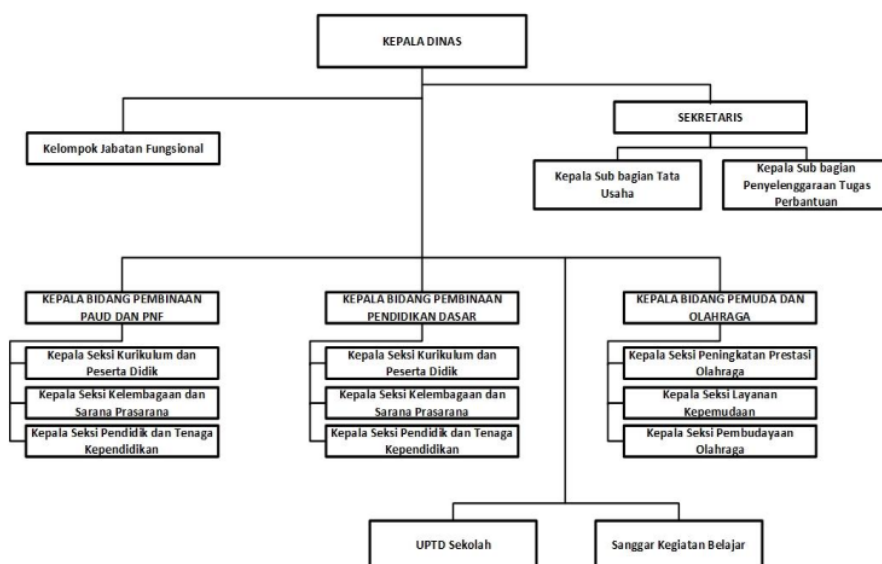 KEPALA DINAS
SEKRETARIS
Kelompok Jabatan Fungsional
Kepala Sub bagian Tata
Usaha
Kepala Sub bagian
Penyelenggaraan Tugas
Perbantuan
KEPALA BIDANG PEMBINAAN
PAUD DAN PNF
Kepala Seksi Kurikulum dan
Peserta Didik
Kepala Seksi Kelembagaan dan
Sarana Prasarana
Kepala Seksi Pendidik dan Tenaga
Kependidikan
KEPALA BIDANG PEMBINAAN
PENDIDIKAN DASAR
Kepala Seksi Kurikulum dan
Peserta Didik
Kepala Seksi Kelembagaan dan
Sarana Prasarana
Kepala Seksi Pendidik dan Tenaga
Kependidikan
KEPALA BIDANG PEMUDA DAN
OLAHRAGA
Kepala Seksi Peningkatan Prestasi
Olahraga
Kepala Seksi Layanan
Kepemudaan
Kepala Seksi Pembudayaan
Olahraga
UPTD Sekolah
Sanggar Kegiatan Belajar